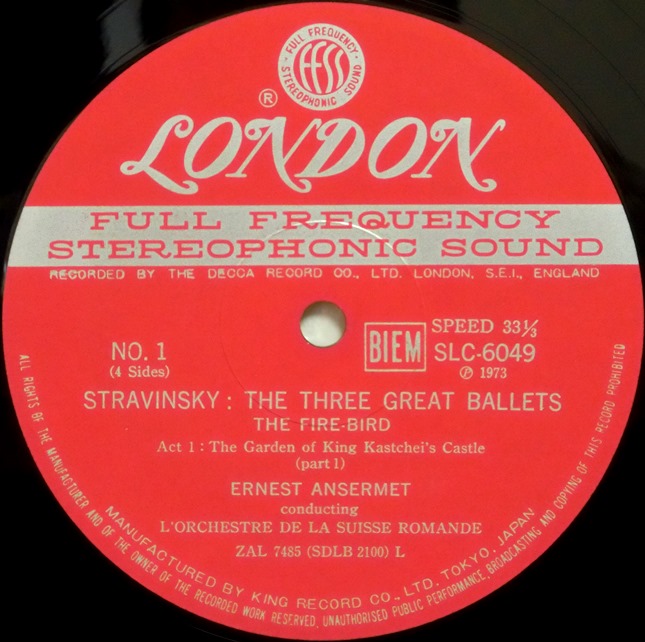 FULL FREQUENCY
ffss
STEREOPHONIC SOUND
®
LONDON
FULL FREQUENCY
STEREOPHONIC SOUND
RECORDED BY THE DECCA RECORD CO., LTD. LONDON, S.E.I., ENGLAND
NO. 1
(4 Sides)
BIEM
SPEED 33⅓
SLC-6049
℗ 1973
STRAVINSKY : THE THREE GREAT BALLETS
THE FIRE-BIRD
Act 1 : The Garden of King Kastchei's Castle
(part 1)
ERNEST ANSERMET
conducting
L'ORCHESTRE DE LA SUISSE ROMANDE
ZAL 7485 (SDLB 2100) L
MANUFACTURED BY KING RECORD CO., LTD. TOKYO, JAPAN
ALL RIGHTS OF THE MANUFACTURER AND OF THE OWNER OF THE RECORDED WORK RESERVED, UNAUTHORISED PUBLIC PERFORMANCE, BROADCASTING AND COPYING OF THIS RECORD PROHIBITED